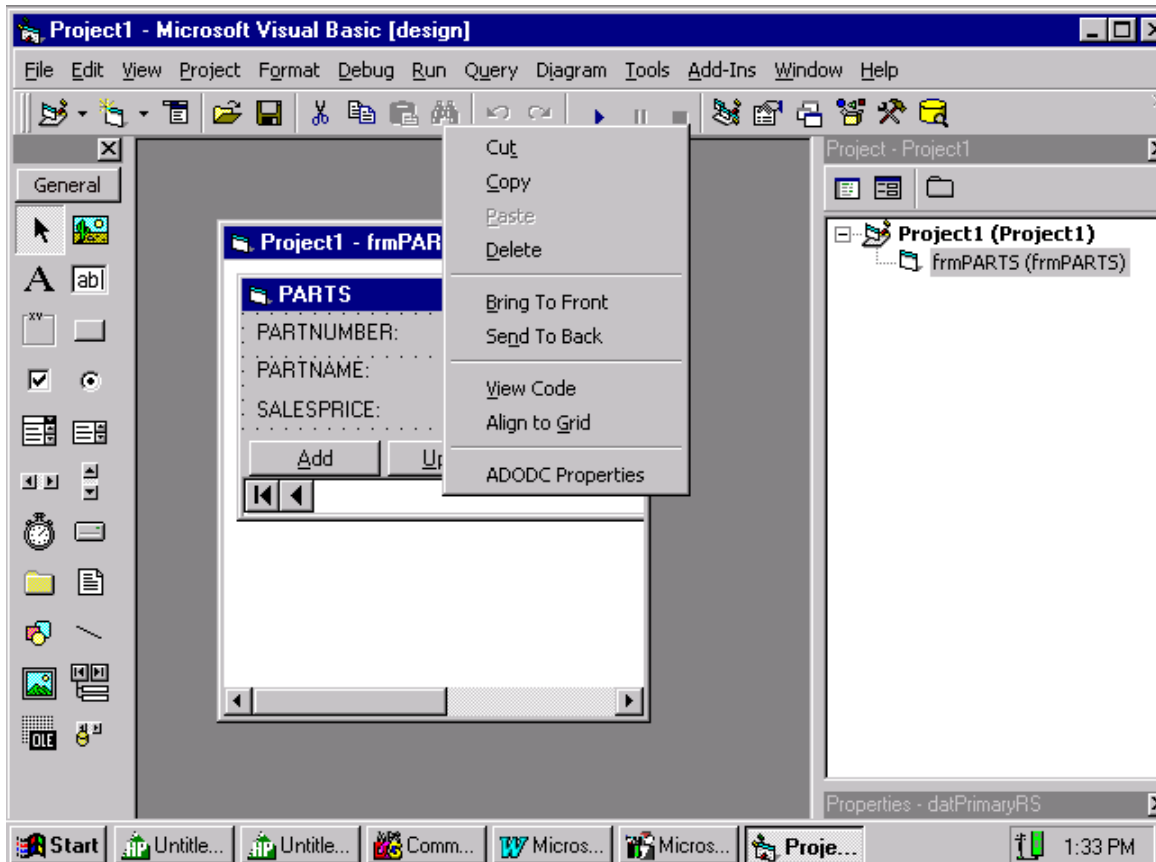 Project1 - Microsoft Visual Basic [design]
File Edit View Project Format Debug Run Query Diagram Tools Add-Ins Window Help
General
A
abl
xv
OLE
Project1 - frmPAR
PARTS
PARTNUMBER:
PARTNAME:
SALESPRICE:
Add Up
Cut
Copy
Paste
Delete
Bring To Front
Send To Back
View Code
Align to Grid
ADODC Properties
Project - Project1
Project1 (Project1)
frmPARTS (frmPARTS)
Properties - datPrimaryRS
Start Untitle... Untitle... Comm... Micros... Micros... Proje... 1:33 PM